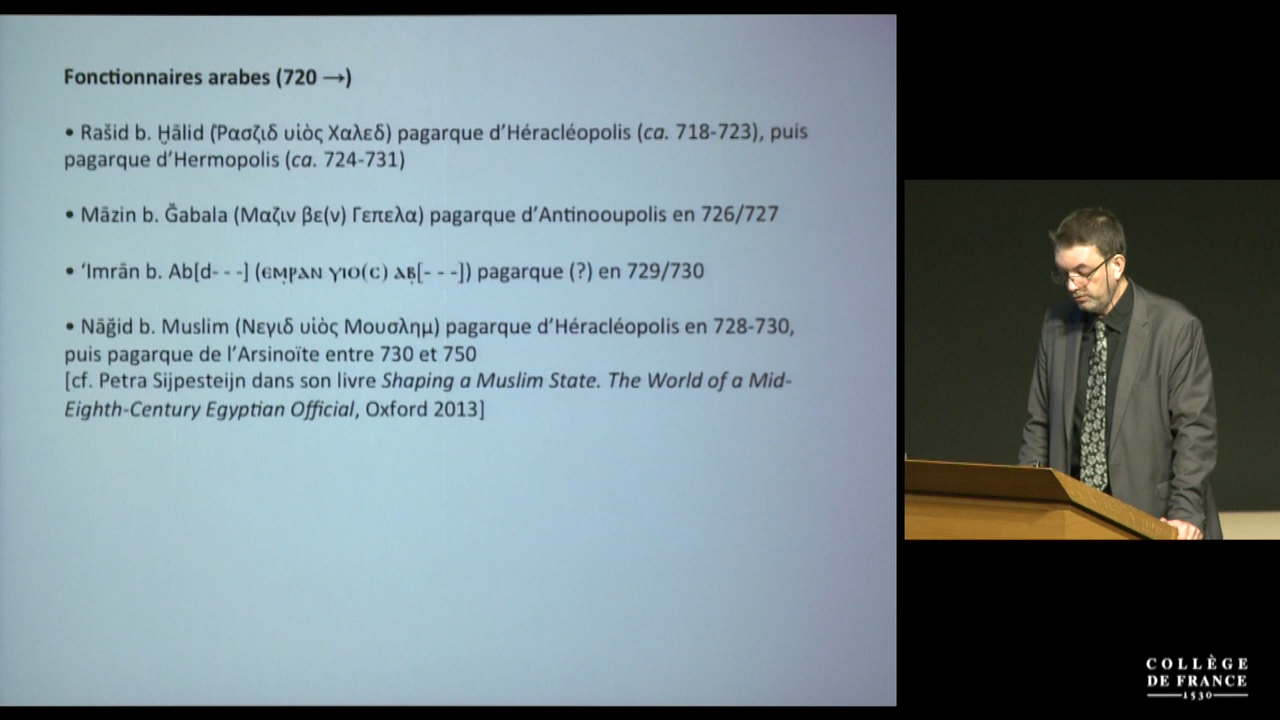 Fonctionnaires arabes (720 →)
• Rašid b. Ḫālid (Ῥασζιδ υἱὸς Χαλεδ) pagarque d’Héracléopolis (ca. 718-723), puis
pagarque d’Hermopolis (ca. 724-731)
• Māzin b. Ǧabala (Μαζιν βε(ν) Γεπελα) pagarque d’Antinooupolis en 726/727
• ‘Imrān b. Ab[d- - -] (ⲉⲙⲣ̣ⲁⲛ ⲩⲓⲟ(ⲥ) ⲁⲃ̣[- - -]) pagarque (?) en 729/730
• Nāǧid b. Muslim (Νεγιδ υἱὸς Μουσλημ) pagarque d’Héracléopolis en 728-730,
puis pagarque de l’Arsinoïte entre 730 et 750
[cf. Petra Sijpesteijn dans son livre Shaping a Muslim State. The World of a Mid-
Eighth-Century Egyptian Official, Oxford 2013]
COLLÈGE
DE FRANCE
1530